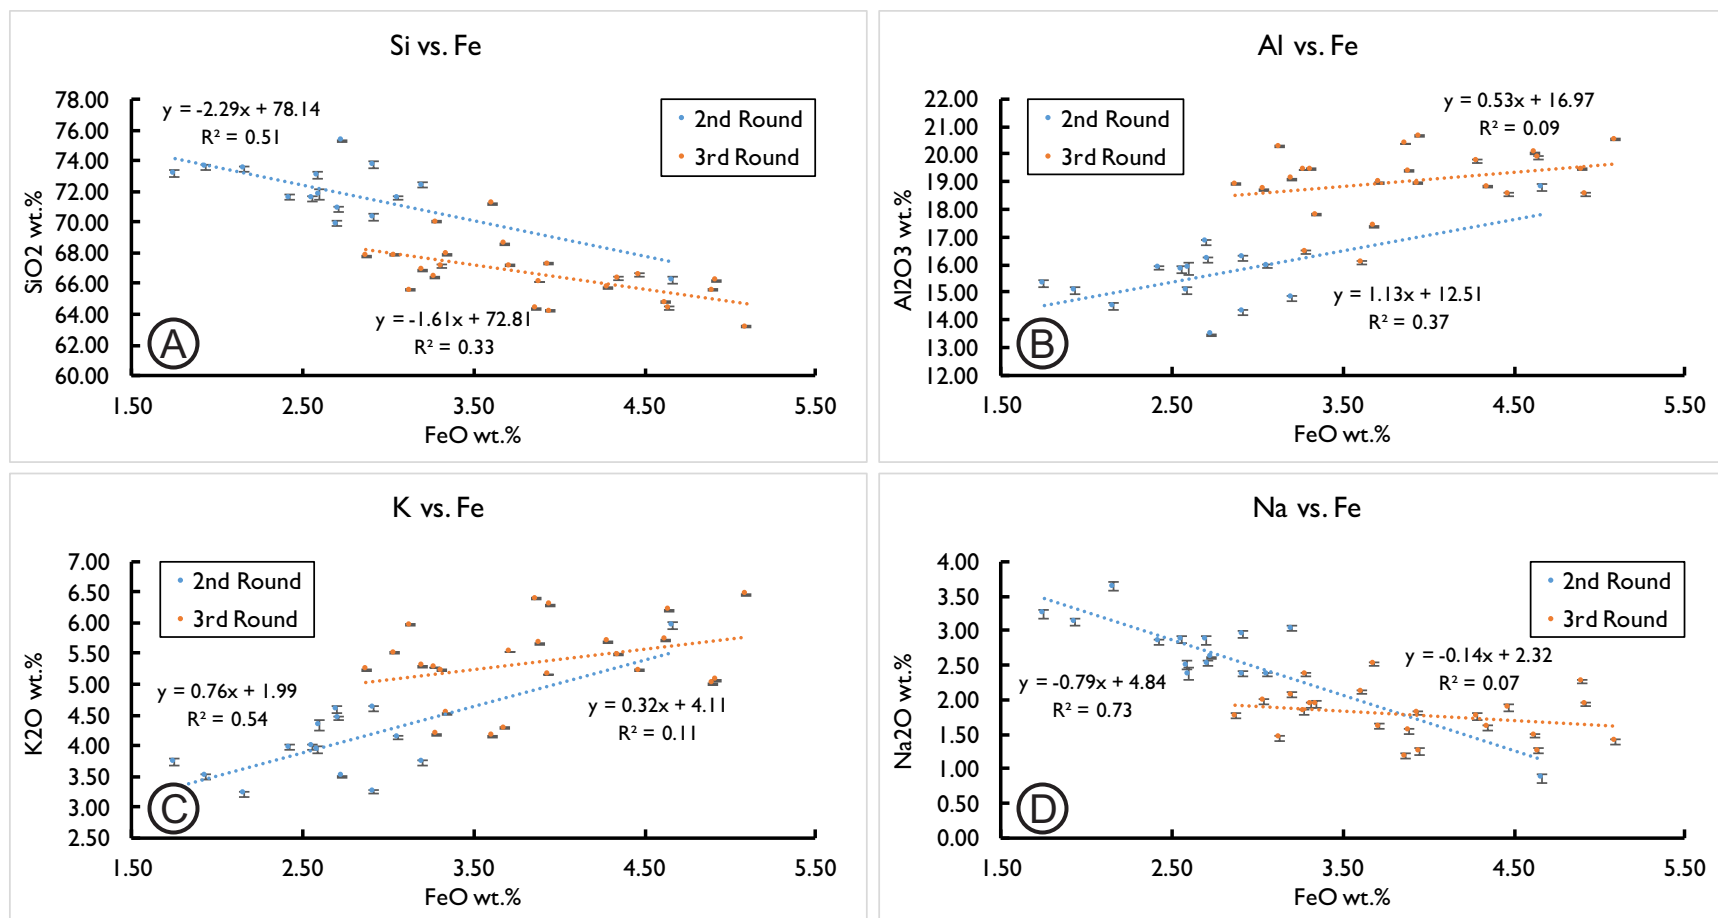 Si vs. Fe
78.00
76.00
74.00
72.00
70.00
68.00
66.00
64.00
62.00
60.00
SiO2 wt.%
y = -2.29x + 78.14
R² = 0.51
2nd Round
3rd Round
y = -1.61x + 72.81
R² = 0.33
A
1.50 2.50 3.50 4.50 5.50
FeO wt.%
Al vs. Fe
22.00
21.00
20.00
19.00
18.00
17.00
16.00
15.00
14.00
13.00
12.00
Al2O3 wt.%
2nd Round
3rd Round
y = 0.53x + 16.97
R² = 0.09
y = 1.13x + 12.51
R² = 0.37
B
1.50 2.50 3.50 4.50 5.50
FeO wt.%
K vs. Fe
7.00
6.50
6.00
5.50
5.00
4.50
4.00
3.50
3.00
2.50
K2O wt.%
2nd Round
3rd Round
y = 0.76x + 1.99
R² = 0.54
y = 0.32x + 4.11
R² = 0.11
C
1.50 2.50 3.50 4.50 5.50
FeO wt.%
Na vs. Fe
4.00
3.50
3.00
2.50
2.00
1.50
1.00
0.50
0.00
Na2O wt.%
2nd Round
3rd Round
y = -0.14x + 2.32
R² = 0.07
y = -0.79x + 4.84
R² = 0.73
D
1.50 2.50 3.50 4.50 5.50
FeO wt.%